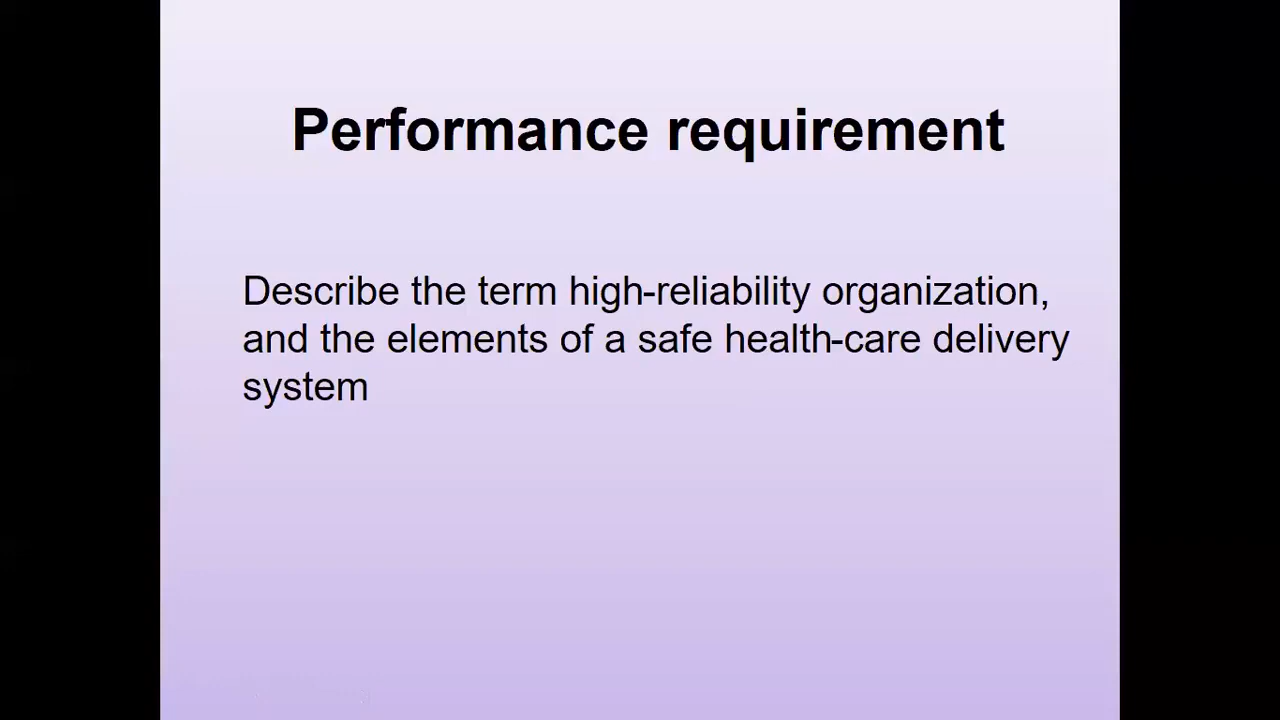 Performance requirement
Describe the term high-reliability organization,
and the elements of a safe health-care delivery
system